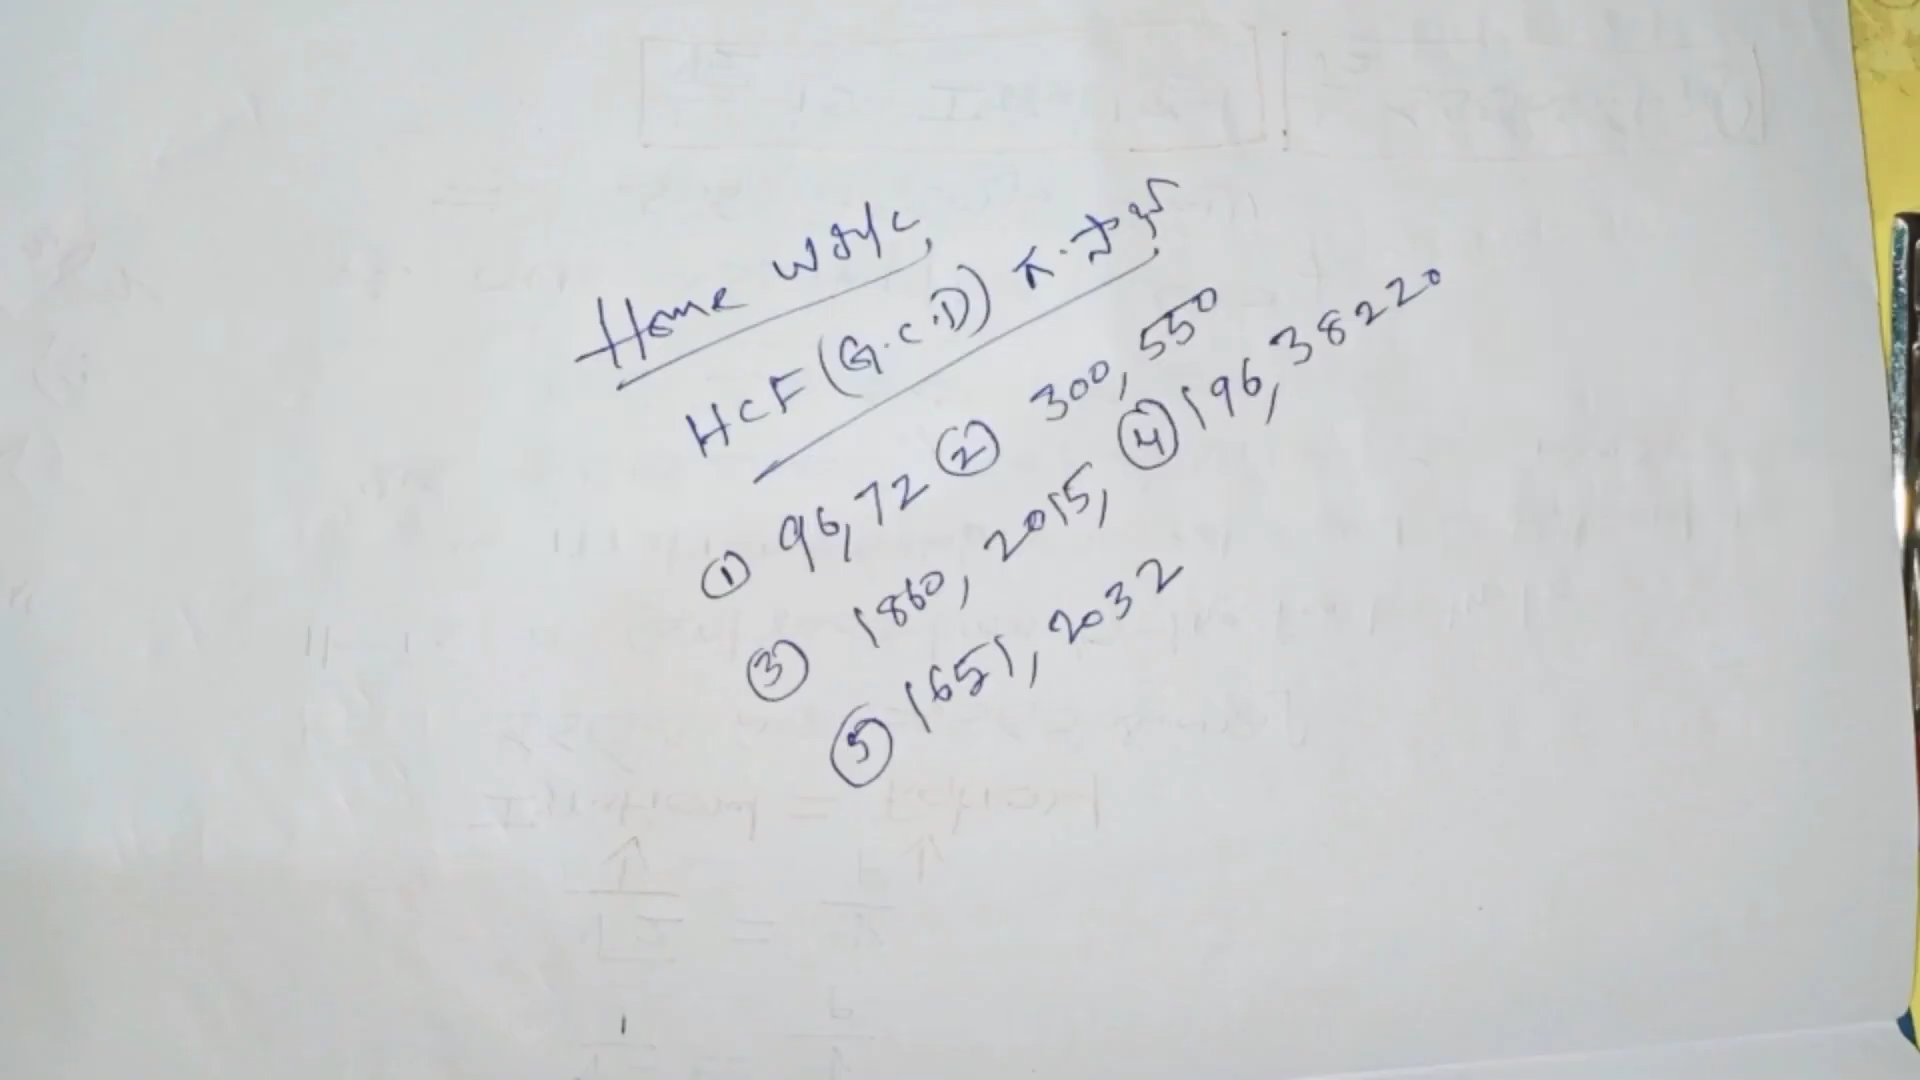 Home Work
HCF (G.C.D) గ.సా.భా
① 96, 72 ② 300, 550
③ 1860, 2015, ④ 196, 38220
⑤ 1651, 2032